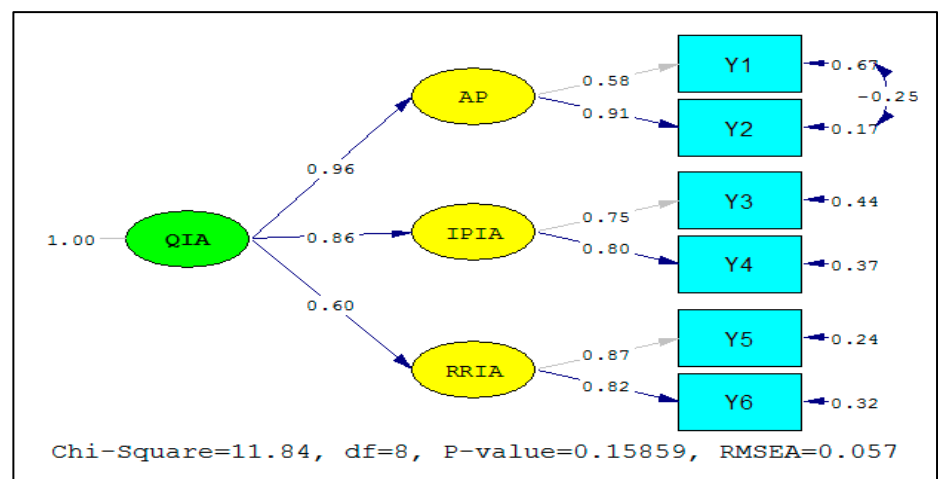 Y1
0.67
0.58
AP
-0.25
0.91
Y2
0.17
0.96
Y3
0.44
0.75
1.00
QIA
0.86
IPIA
0.80
Y4
0.37
0.60
Y5
0.24
0.87
RRIA
0.82
Y6
0.32
Chi-Square=11.84, df=8, P-value=0.15859, RMSEA=0.057